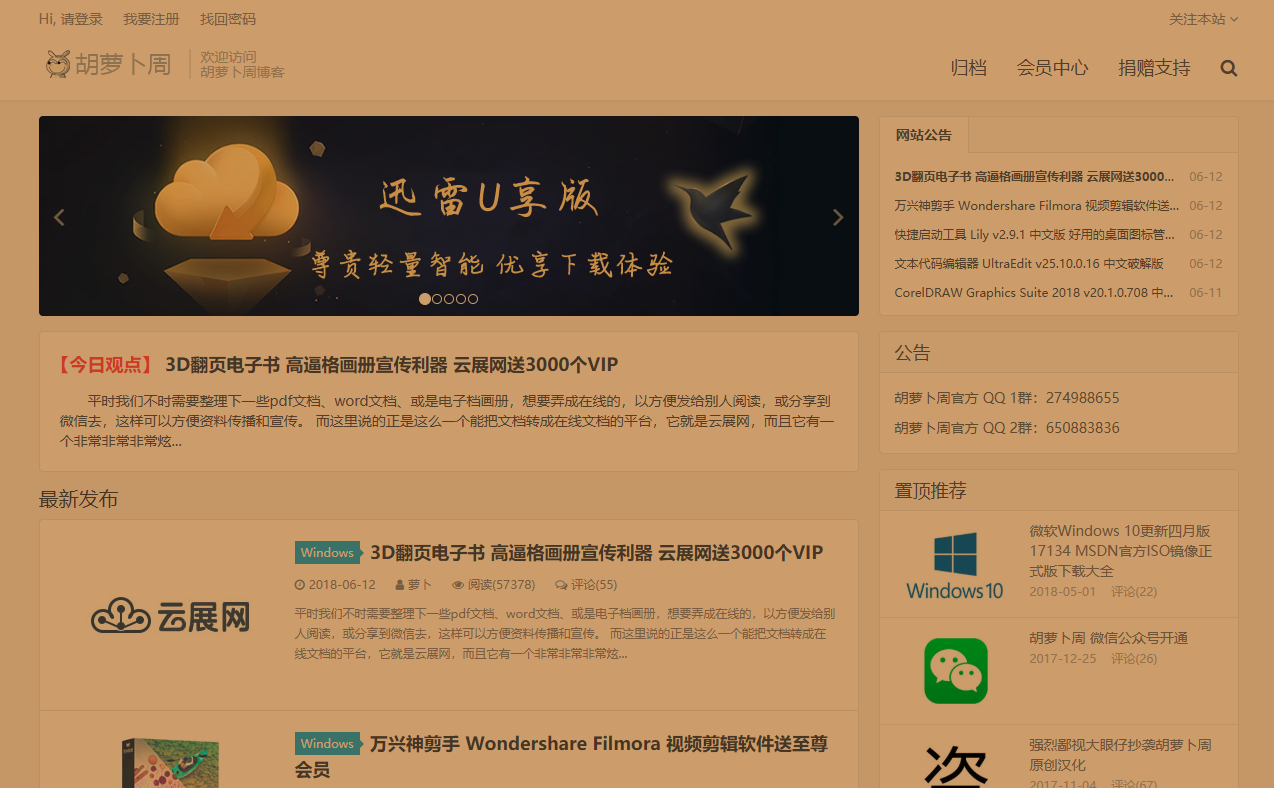 Hi, 请登录 我要注册 找回密码 关注本站
胡萝卜周 欢迎访问
胡萝卜周博客
归档 会员中心 捐赠支持
迅雷U享版
尊贵轻量智能 优享下载体验
网站公告
3D翻页电子书 高逼格画册宣传利器 云展网送3000... 06-12
万兴神剪手 Wondershare Filmora 视频剪辑软件送... 06-12
快捷启动工具 Lily v2.9.1 中文版 好用的桌面图标管... 06-12
文本代码编辑器 UltraEdit v25.10.0.16 中文破解版 06-12
CorelDRAW Graphics Suite 2018 v20.1.0.708 中... 06-11
【今日观点】 3D翻页电子书 高逼格画册宣传利器 云展网送3000个VIP
平时我们不时需要整理下一些pdf文档、word文档、或是电子档画册，想要弄成在线的，以方便发给别人阅读，或分享到
微信去，这样可以方便资料传播和宣传。 而这里说的正是这么一个能把文档转成在线文档的平台，它就是云展网，而且它有一
个非常非常非常炫...
公告
胡萝卜周官方 QQ 1群：274988655
胡萝卜周官方 QQ 2群：650883836
最新发布
云展网
Windows 3D翻页电子书 高逼格画册宣传利器 云展网送3000个VIP
2018-06-12 萝卜 阅读(57378) 评论(55)
平时我们不时需要整理下一些pdf文档、word文档、或是电子档画册，想要弄成在线的，以方便发给别
人阅读，或分享到微信去，这样可以方便资料传播和宣传。 而这里说的正是这么一个能把文档转成在
线文档的平台，它就是云展网，而且它有一个非常非常非常炫...
Windows 万兴神剪手 Wondershare Filmora 视频剪辑软件送至尊
会员
置顶推荐
Windows10
微软Windows 10更新四月版
17134 MSDN官方ISO镜像正
式版下载大全
2018-05-01 评论(22)
胡萝卜周 微信公众号开通
2017-12-25 评论(26)
盗
强烈鄙视大眼仔抄袭胡萝卜周
原创汉化
2017-11-04 评论(67)